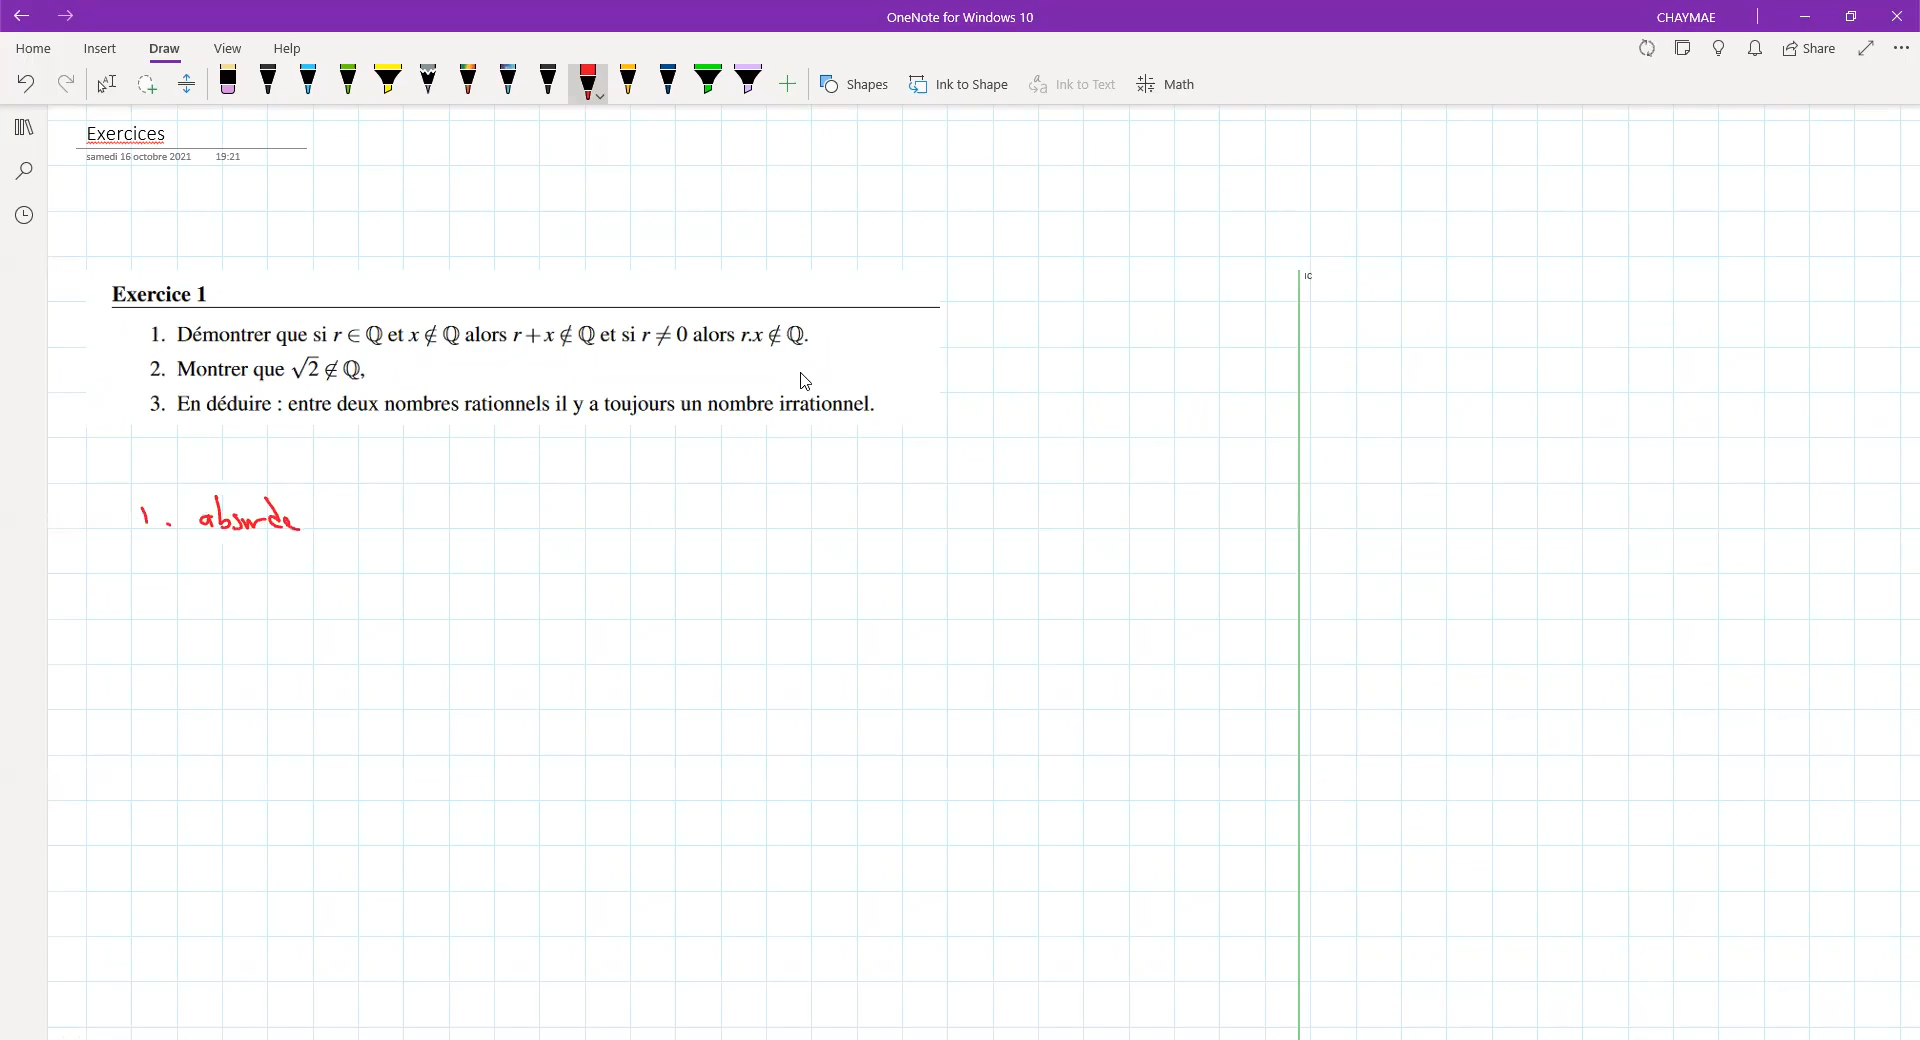 OneNote for Windows 10
CHAYMAE
Home Insert Draw View Help
Share
Shapes Ink to Shape Ink to Text Math
Exercices
samedi 16 octobre 2021 19:21
IC
Exercice 1
1. Démontrer que si r ∈ ℚ et x ∉ ℚ alors r + x ∉ ℚ et si r ≠ 0 alors r.x ∉ ℚ.
2. Montrer que √2 ∉ ℚ,
3. En déduire : entre deux nombres rationnels il y a toujours un nombre irrationnel.
1. absurde